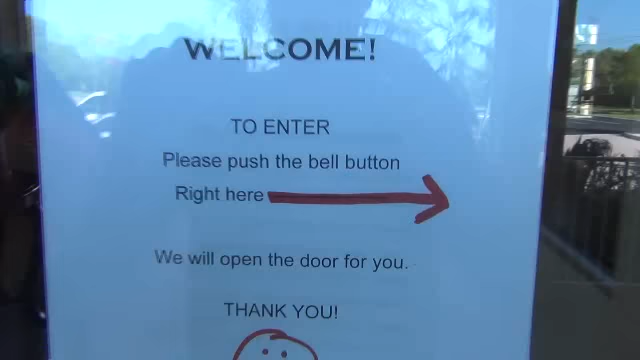 WELCOME!
TO ENTER
Please push the bell button
Right here
We will open the door for you.
THANK YOU!